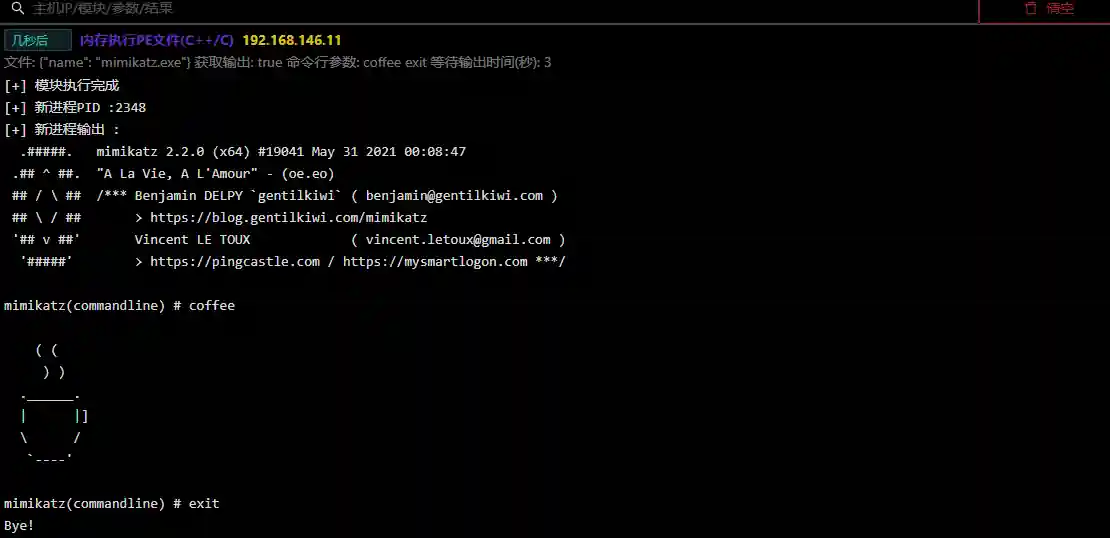 主机IP/模块/参数/结果
清空
几秒后 内存执行PE文件(C++/C) 192.168.146.11
文件: {"name": "mimikatz.exe"} 获取输出: true 命令行参数: coffee exit 等待输出时间(秒): 3
[+] 模块执行完成
[+] 新进程PID :2348
[+] 新进程输出 :
  .#####.   mimikatz 2.2.0 (x64) #19041 May 31 2021 00:08:47
 .## ^ ##.  "A La Vie, A L'Amour" - (oe.eo)
 ## / \ ##  /*** Benjamin DELPY `gentilkiwi` ( benjamin@gentilkiwi.com )
 ## \ / ##       > https://blog.gentilkiwi.com/mimikatz
 '## v ##'       Vincent LE TOUX             ( vincent.letoux@gmail.com )
  '#####'        > https://pingcastle.com / https://mysmartlogon.com ***/
mimikatz(commandline) # coffee
    ( (
     ) )
  .______.
  |      |]
  \      /
   `----'
mimikatz(commandline) # exit
Bye!